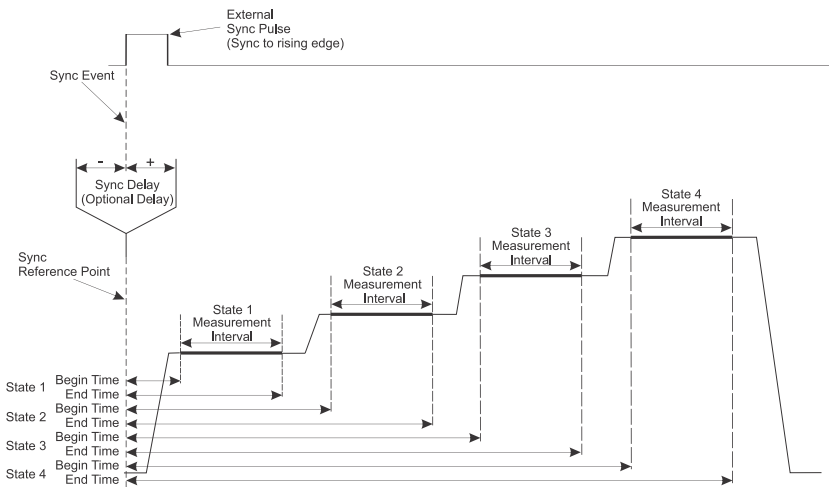 External
Sync Pulse
(Sync to rising edge)
Sync Event
- +
Sync Delay
(Optional Delay)
Sync
Reference Point
State 1
Measurement
Interval
State 2
Measurement
Interval
State 3
Measurement
Interval
State 4
Measurement
Interval
State 1
Begin Time
End Time
State 2
Begin Time
End Time
State 3
Begin Time
End Time
State 4
Begin Time
End Time